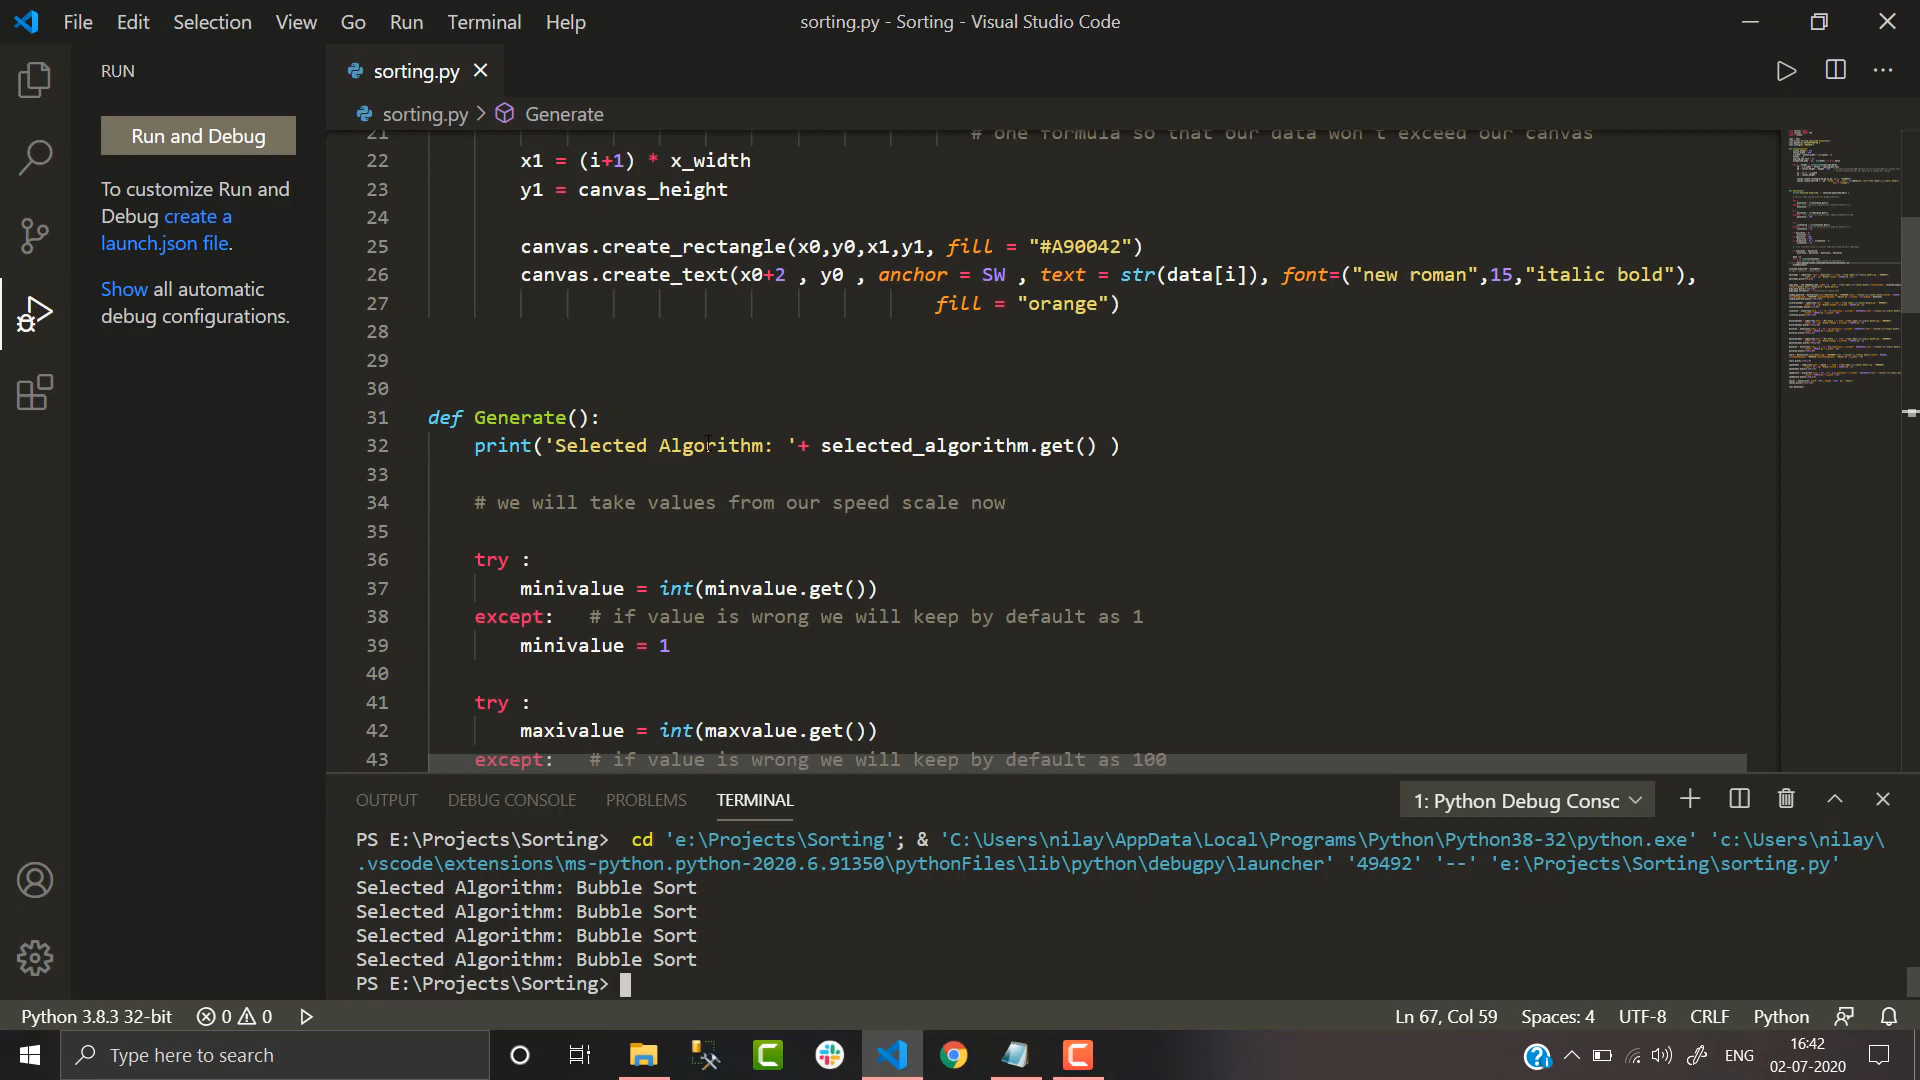 File Edit Selection View Go Run Terminal Help
sorting.py - Sorting - Visual Studio Code
RUN
sorting.py
Run and Debug
sorting.py > Generate
To customize Run and
Debug create a
launch.json file.
Show all automatic
debug configurations.
21 # one formula so that our data won't exceed our canvas
22 x1 = (i+1) * x_width
23 y1 = canvas_height
24
25 canvas.create_rectangle(x0,y0,x1,y1, fill = "#A90042")
26 canvas.create_text(x0+2 , y0 , anchor = SW , text = str(data[i]), font=("new roman",15,"italic bold"),
27 fill = "orange")
28
29
30
31 def Generate():
32 print('Selected Algorithm: '+ selected_algorithm.get() )
33
34 # we will take values from our speed scale now
35
36 try :
37 minivalue = int(minvalue.get())
38 except: # if value is wrong we will keep by default as 1
39 minivalue = 1
40
41 try :
42 maxivalue = int(maxvalue.get())
43 except: # if value is wrong we will keep by default as 100
OUTPUT DEBUG CONSOLE PROBLEMS TERMINAL
1: Python Debug Consc
PS E:\Projects\Sorting> cd 'e:\Projects\Sorting'; & 'C:\Users\nilay\AppData\Local\Programs\Python\Python38-32\python.exe' 'c:\Users\nilay\
.vscode\extensions\ms-python.python-2020.6.91350\pythonFiles\lib\python\debugpy\launcher' '49492' '--' 'e:\Projects\Sorting\sorting.py'
Selected Algorithm: Bubble Sort
Selected Algorithm: Bubble Sort
Selected Algorithm: Bubble Sort
Selected Algorithm: Bubble Sort
PS E:\Projects\Sorting>
Python 3.8.3 32-bit 0 0
Ln 67, Col 59 Spaces: 4 UTF-8 CRLF Python
Type here to search
ENG
16:42
02-07-2020